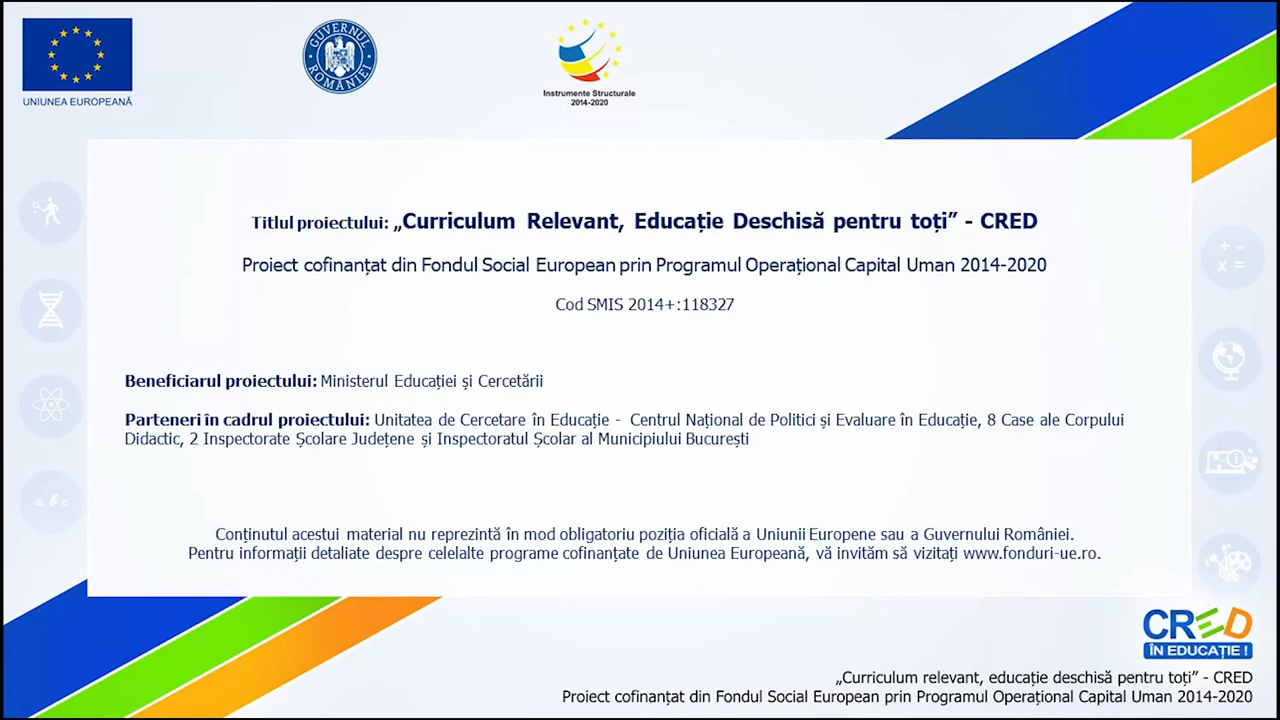 UNIUNEA EUROPEANĂ
GUVERNUL ROMÂNIEI
Instrumente Structurale
2014-2020
Titlul proiectului: „Curriculum Relevant, Educație Deschisă pentru toți” - CRED
Proiect cofinanțat din Fondul Social European prin Programul Operațional Capital Uman 2014-2020
Cod SMIS 2014+:118327
Beneficiarul proiectului: Ministerul Educației și Cercetării
Parteneri în cadrul proiectului: Unitatea de Cercetare în Educație - Centrul Național de Politici și Evaluare în Educație, 8 Case ale Corpului
Didactic, 2 Inspectorate Școlare Județene și Inspectoratul Școlar al Municipiului București
abc
Conținutul acestui material nu reprezintă în mod obligatoriu poziția oficială a Uniunii Europene sau a Guvernului României.
Pentru informații detaliate despre celelalte programe cofinanțate de Uniunea Europeană, vă invităm să vizitați www.fonduri-ue.ro.
CRED
ÎN EDUCAȚIE !
„Curriculum relevant, educație deschisă pentru toți” - CRED
Proiect cofinanțat din Fondul Social European prin Programul Operațional Capital Uman 2014-2020